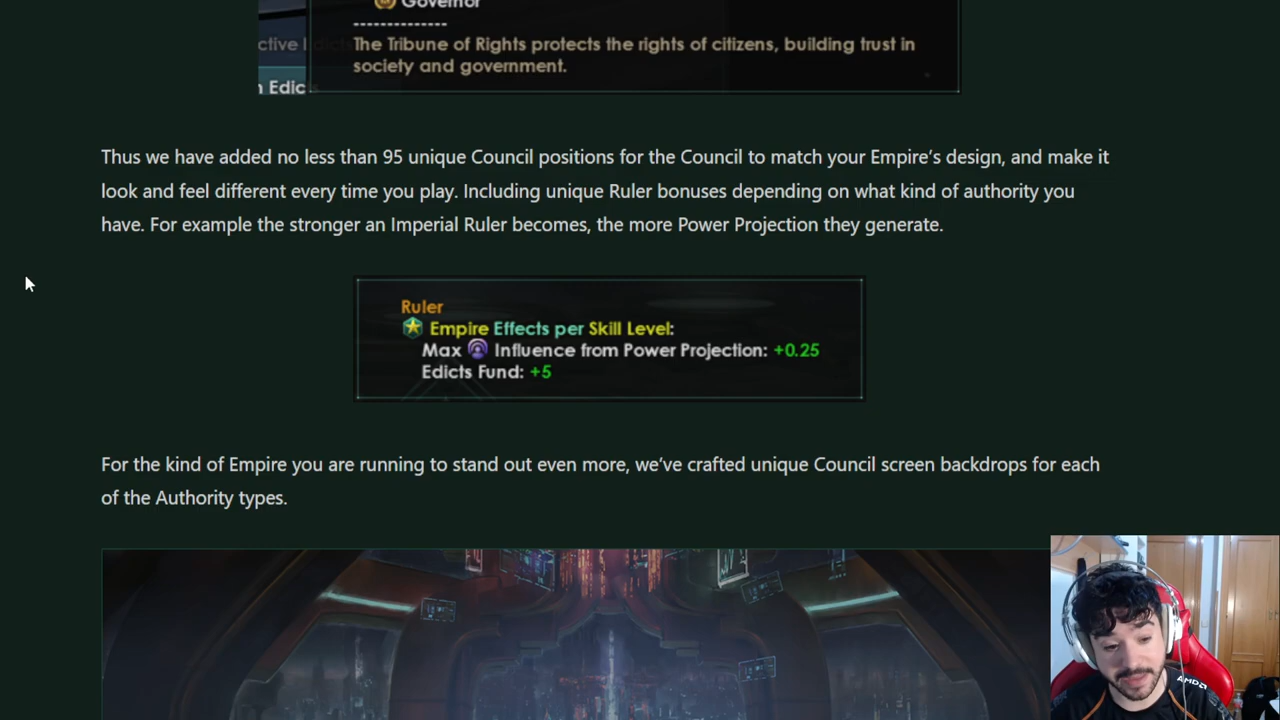 Governor
--------------
ctive
The Tribune of Rights protects the rights of citizens, building trust in
society and government.
Edic
Thus we have added no less than 95 unique Council positions for the Council to match your Empire’s design, and make it
look and feel different every time you play. Including unique Ruler bonuses depending on what kind of authority you
have. For example the stronger an Imperial Ruler becomes, the more Power Projection they generate.
Ruler
Empire Effects per Skill Level:
Max Influence from Power Projection: +0.25
Edicts Fund: +5
For the kind of Empire you are running to stand out even more, we’ve crafted unique Council screen backdrops for each
of the Authority types.
AMD